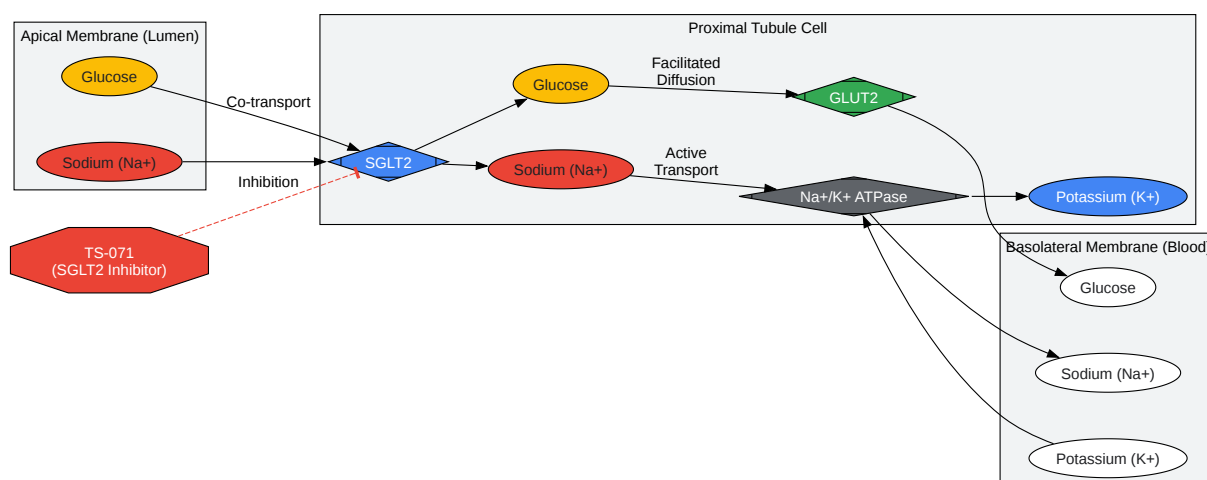 Apical Membrane (Lumen)
Glucose
Sodium (Na+)
Co-transport
Inhibition
TS-071
(SGLT2 Inhibitor)
Proximal Tubule Cell
SGLT2
Glucose
Sodium (Na+)
Facilitated
Diffusion
Active
Transport
GLUT2
Na+/K+ ATPase
Potassium (K+)
Basolateral Membrane (Blood)
Glucose
Sodium (Na+)
Potassium (K+)